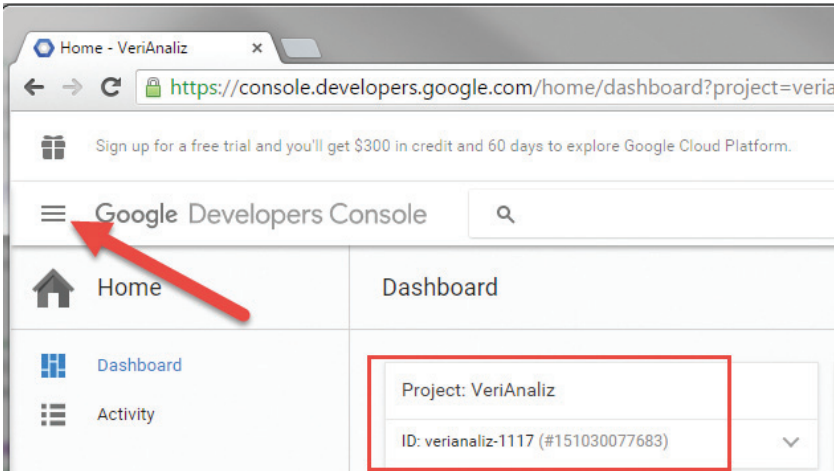 Home - VeriAnaliz
https://console.developers.google.com/home/dashboard?project=veria
Sign up for a free trial and you'll get $300 in credit and 60 days to explore Google Cloud Platform.
Google Developers Console
Home
Dashboard
Dashboard
Activity
Project: VeriAnaliz
ID: verianaliz-1117 (#151030077683)